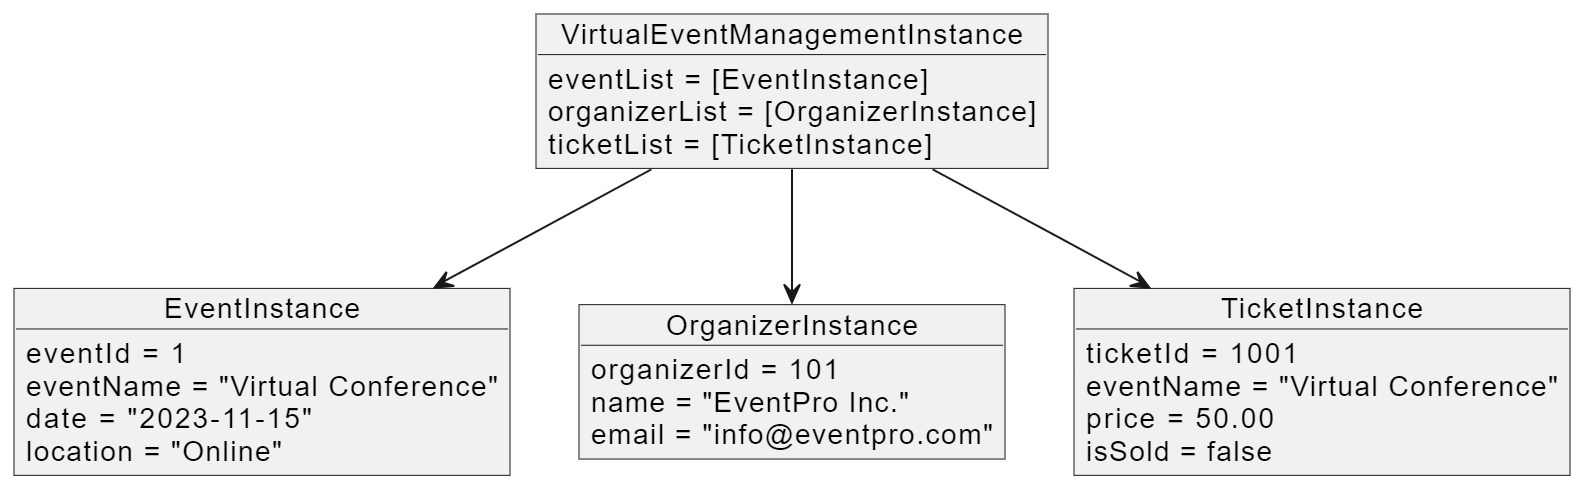 VirtualEventManagementInstance
eventList = [EventInstance]
organizerList = [OrganizerInstance]
ticketList = [TicketInstance]
EventInstance
eventId = 1
eventName = "Virtual Conference"
date = "2023-11-15"
location = "Online"
OrganizerInstance
organizerId = 101
name = "EventPro Inc."
email = "info@eventpro.com"
TicketInstance
ticketId = 1001
eventName = "Virtual Conference"
price = 50.00
isSold = false